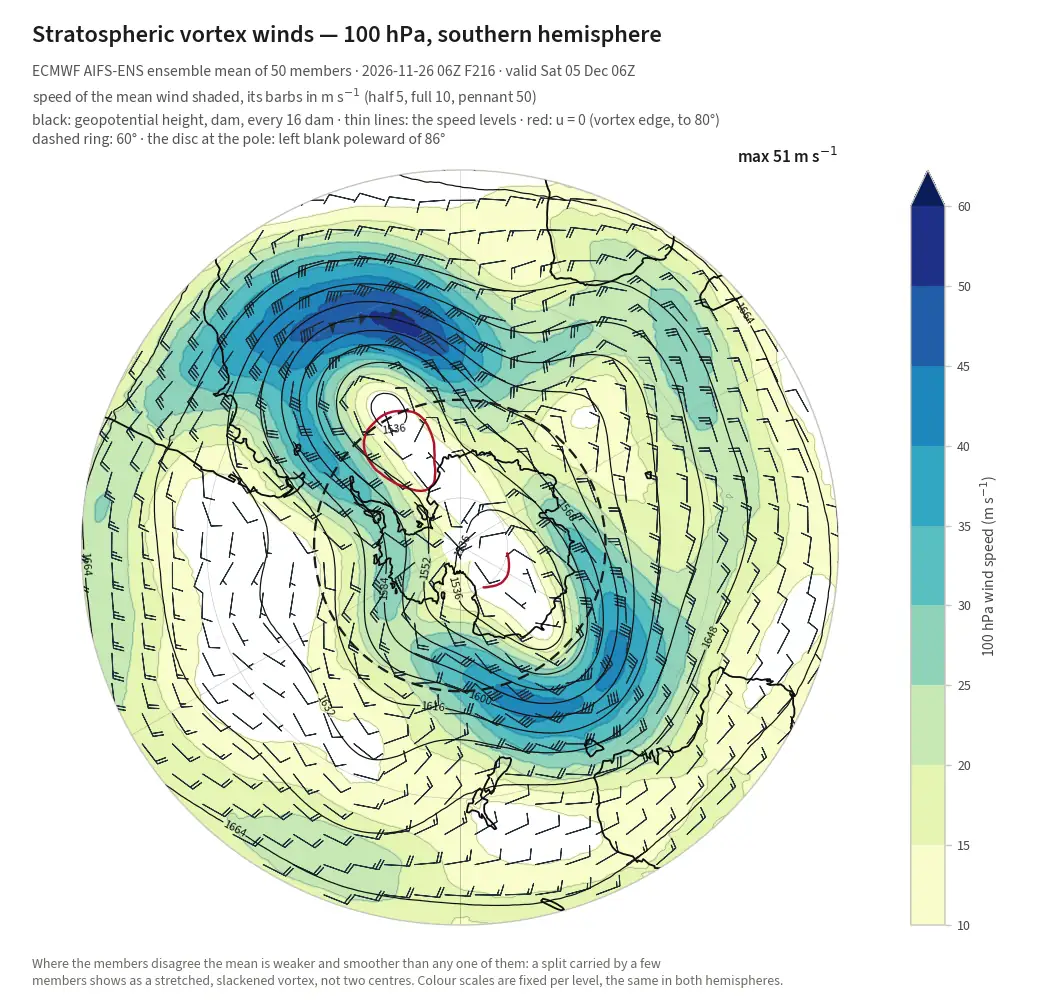 Stratospheric vortex winds — 100 hPa, southern hemisphere
ECMWF AIFS-ENS ensemble mean of 50 members · 2026-11-26 06Z F216 · valid Sat 05 Dec 06Z
speed of the mean wind shaded, its barbs in m s⁻¹ (half 5, full 10, pennant 50)
black: geopotential height, dam, every 16 dam · thin lines: the speed levels · red: u = 0 (vortex edge, to 80°)
dashed ring: 60° · the disc at the pole: left blank poleward of 86°
max 51 m s⁻¹
60
50
45
40
35
30
25
20
15
10
100 hPa wind speed (m s⁻¹)
1664
1536
1568
1664
1552
1584
1536
1536
1648
1632
1616
1600
1664
Where the members disagree the mean is weaker and smoother than any one of them: a split carried by a few
members shows as a stretched, slackened vortex, not two centres. Colour scales are fixed per level, the same in both hemispheres.